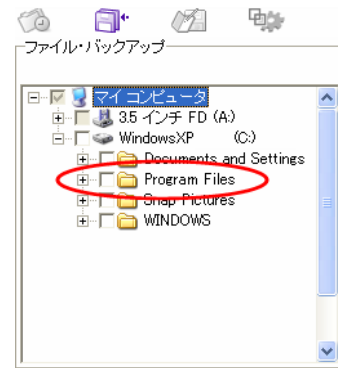 ファイル・バックアップ
マイ コンピュータ
3.5 インチ FD (A:)
WindowsXP (C:)
Documents and Settings
Program Files
Snap Pictures
WINDOWS